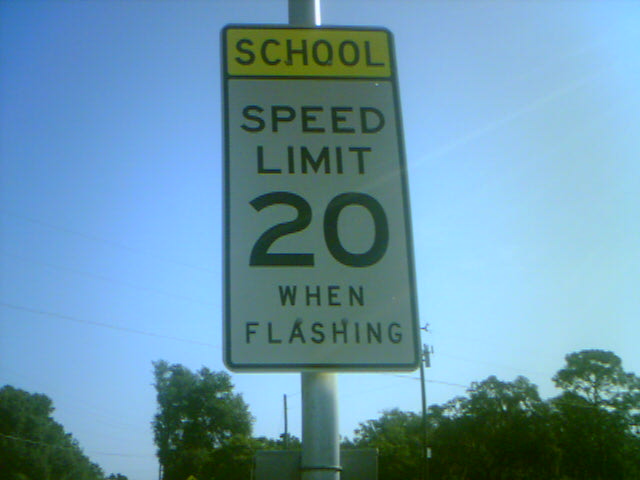 SCHOOL
SPEED
LIMIT
20
WHEN
FLASHING